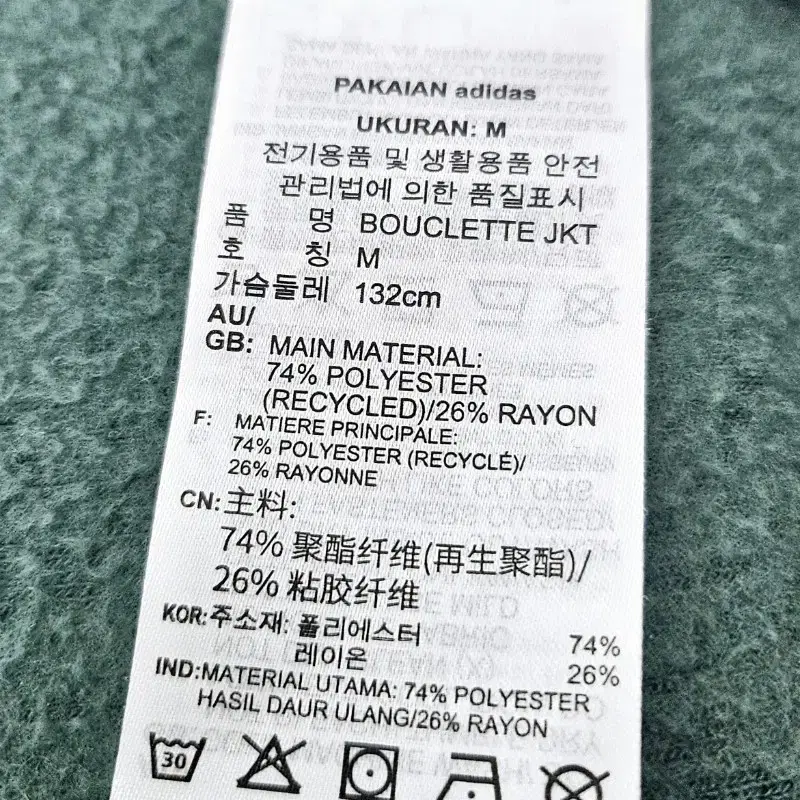 PAKAIAN adidas
UKURAN: M
전기용품 및 생활용품 안전
관리법에 의한 품질표시
품 명 BOUCLETTE JKT
호 칭 M
가슴둘레 132cm
AU/
GB: MAIN MATERIAL:
74% POLYESTER
(RECYCLED)/26% RAYON
F: MATIERE PRINCIPALE:
74% POLYESTER (RECYCLÉ)/
26% RAYONNE
CN:主料:
74% 聚酯纤维(再生聚酯)/
26% 粘胶纤维
KOR:주소재: 폴리에스터 74%
레이온 26%
IND:MATERIAL UTAMA: 74% POLYESTER
HASIL DAUR ULANG/26% RAYON
30